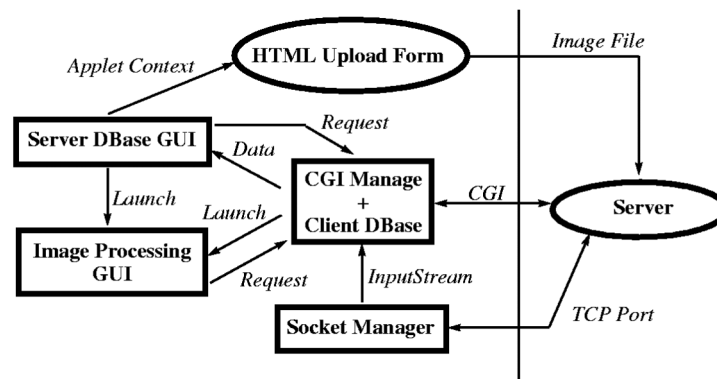 HTML Upload Form
Image File
Applet Context
Request
Server DBase GUI
Data
CGI Manage
+
Client DBase
CGI
Server
Launch
Launch
Image Processing
GUI
Request
InputStream
Socket Manager
TCP Port